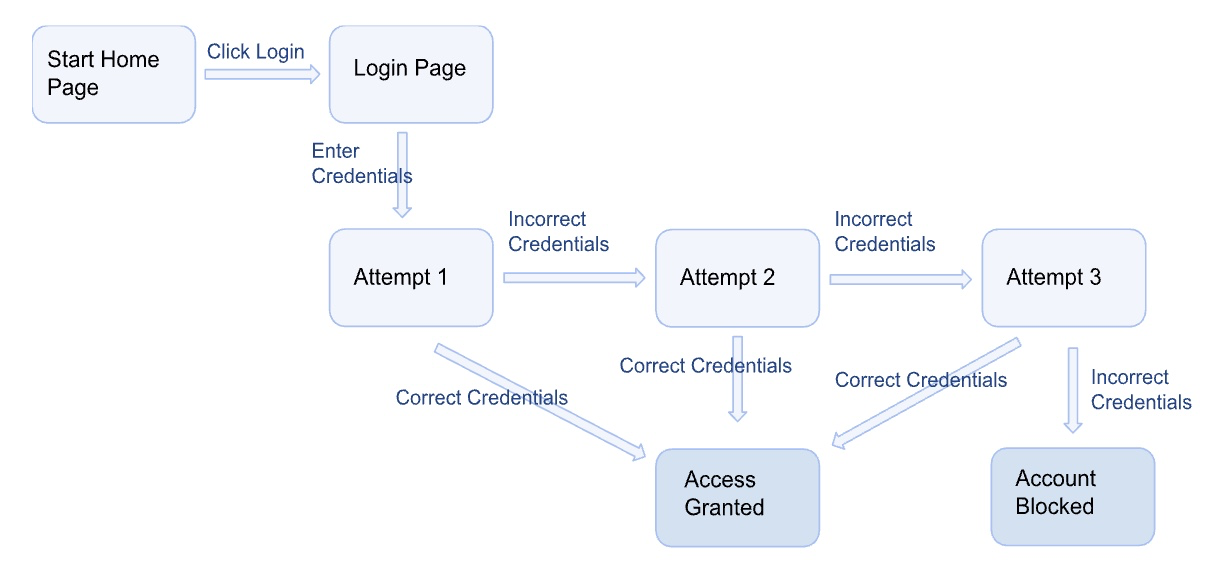 Start Home
Page
Click Login
Login Page
Enter
Credentials
Attempt 1
Incorrect
Credentials
Attempt 2
Incorrect
Credentials
Attempt 3
Correct Credentials
Correct Credentials
Correct Credentials
Incorrect
Credentials
Access
Granted
Account
Blocked